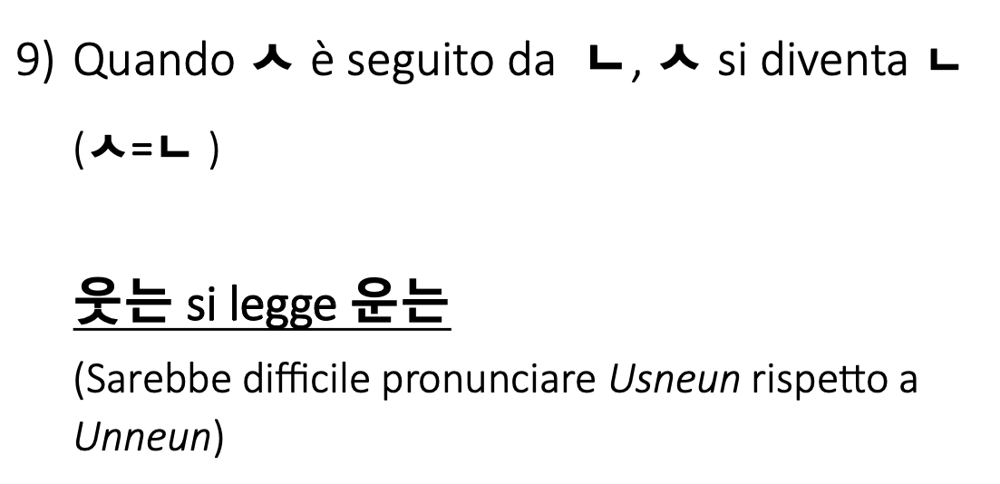 9) Quando ㅅ è seguito da ㄴ, ㅅ si diventa ㄴ
(ㅅ=ㄴ )
웃는 si legge 운는
(Sarebbe difficile pronunciare Usneun rispetto a
Unneun)